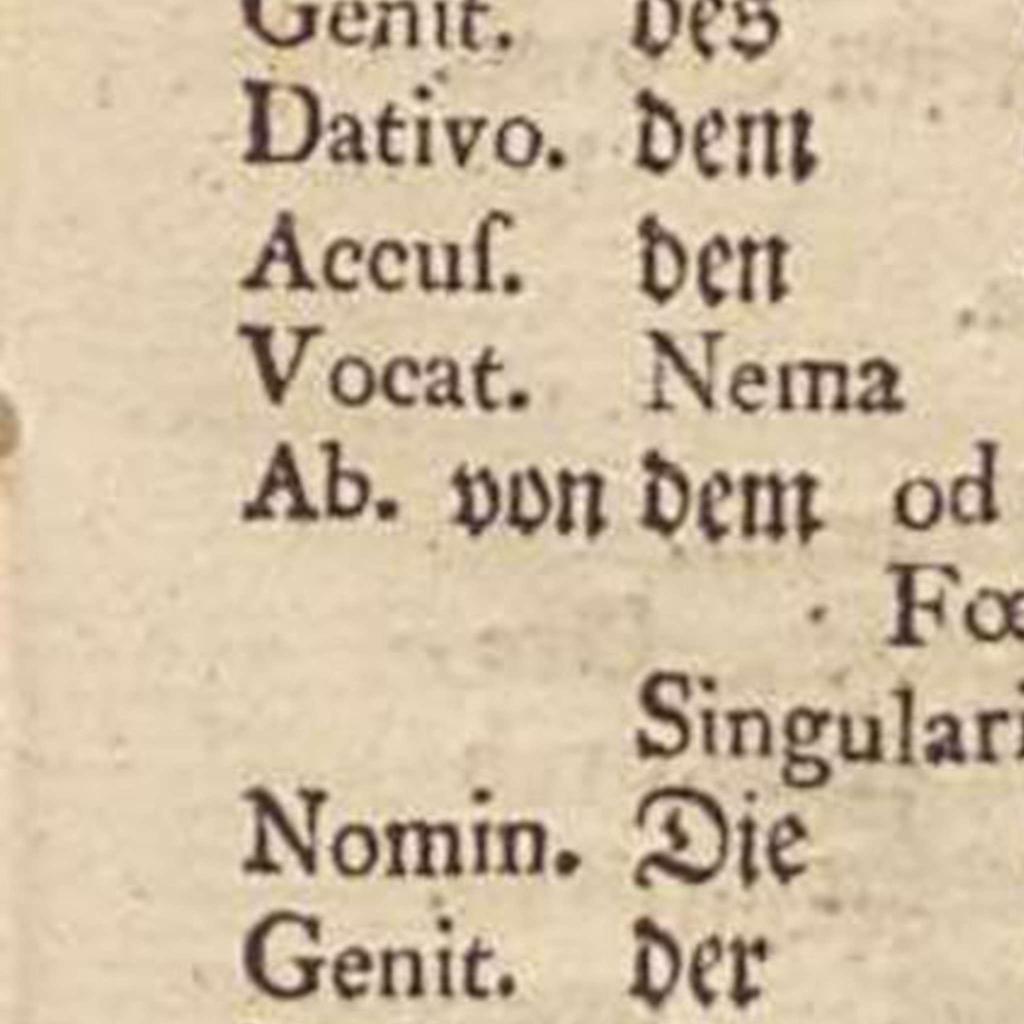 Genit. des
Dativo. dem
Accuſ. den
Vocat. Nema
Ab. von dem od
Fœ
Singulari
Nomin. Die
Genit. der